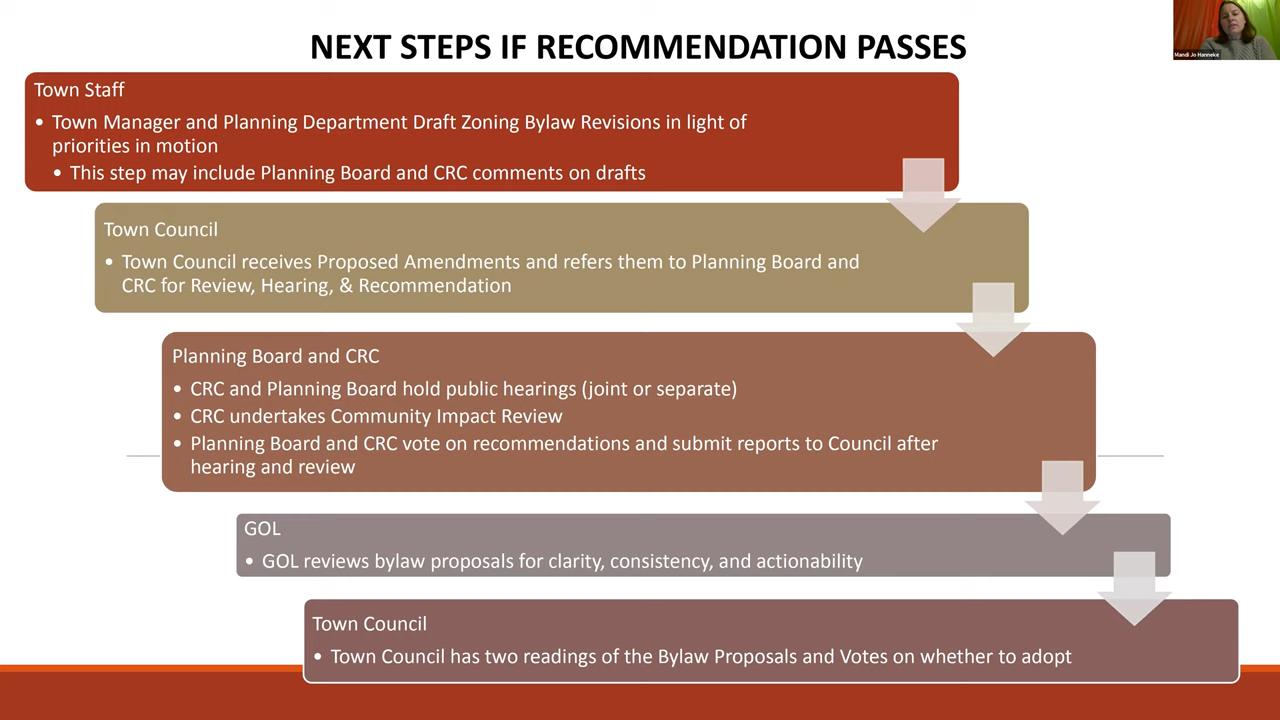 NEXT STEPS IF RECOMMENDATION PASSES
Mandi Jo Hanneke
Town Staff
• Town Manager and Planning Department Draft Zoning Bylaw Revisions in light of
priorities in motion
• This step may include Planning Board and CRC comments on drafts
Town Council
• Town Council receives Proposed Amendments and refers them to Planning Board and
CRC for Review, Hearing, & Recommendation
Planning Board and CRC
• CRC and Planning Board hold public hearings (joint or separate)
• CRC undertakes Community Impact Review
• Planning Board and CRC vote on recommendations and submit reports to Council after
hearing and review
GOL
• GOL reviews bylaw proposals for clarity, consistency, and actionability
Town Council
• Town Council has two readings of the Bylaw Proposals and Votes on whether to adopt